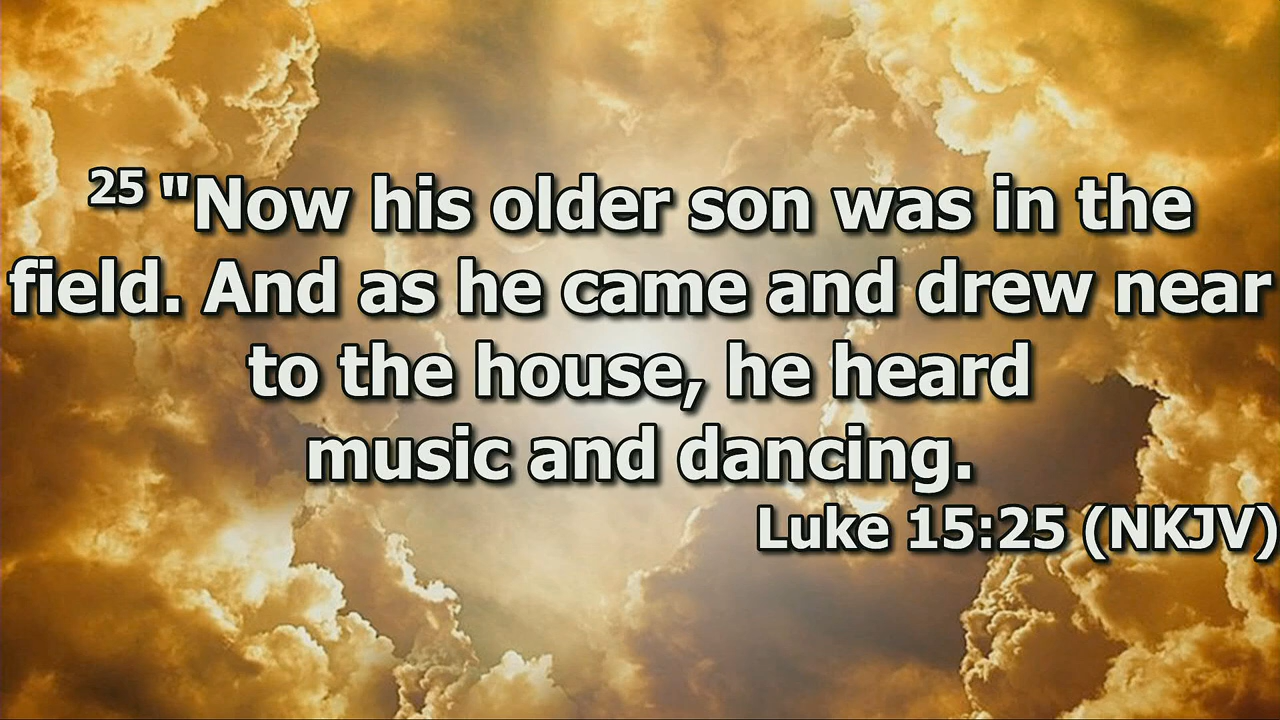 25 "Now his older son was in the
field. And as he came and drew near
to the house, he heard
music and dancing.
Luke 15:25 (NKJV)